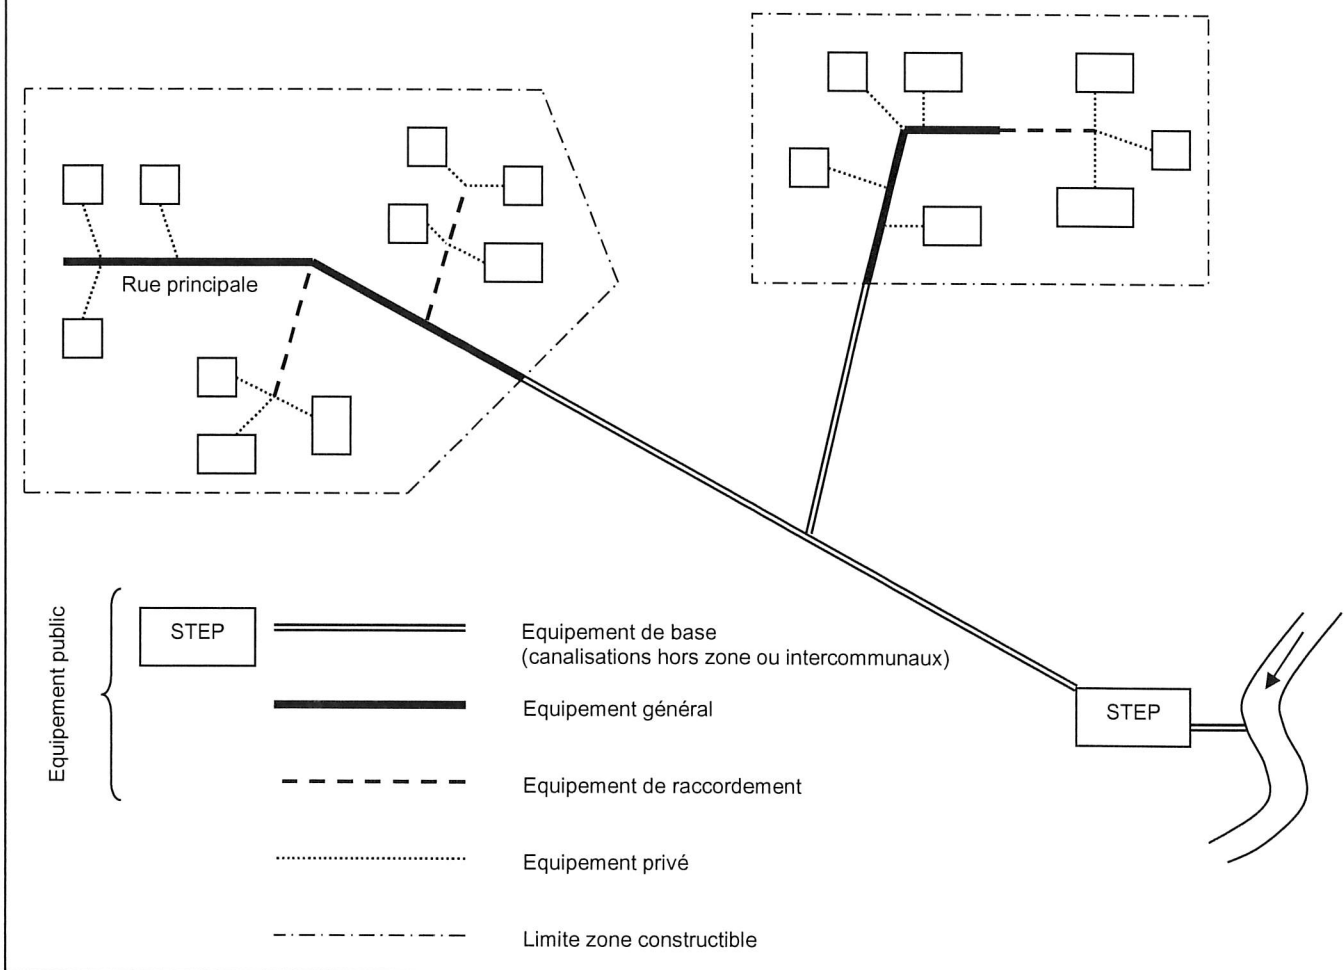 Rue principale
Equipement public
STEP
Equipement de base
(canalisations hors zone ou intercommunaux)
Equipement général
STEP
Equipement de raccordement
Equipement privé
Limite zone constructible